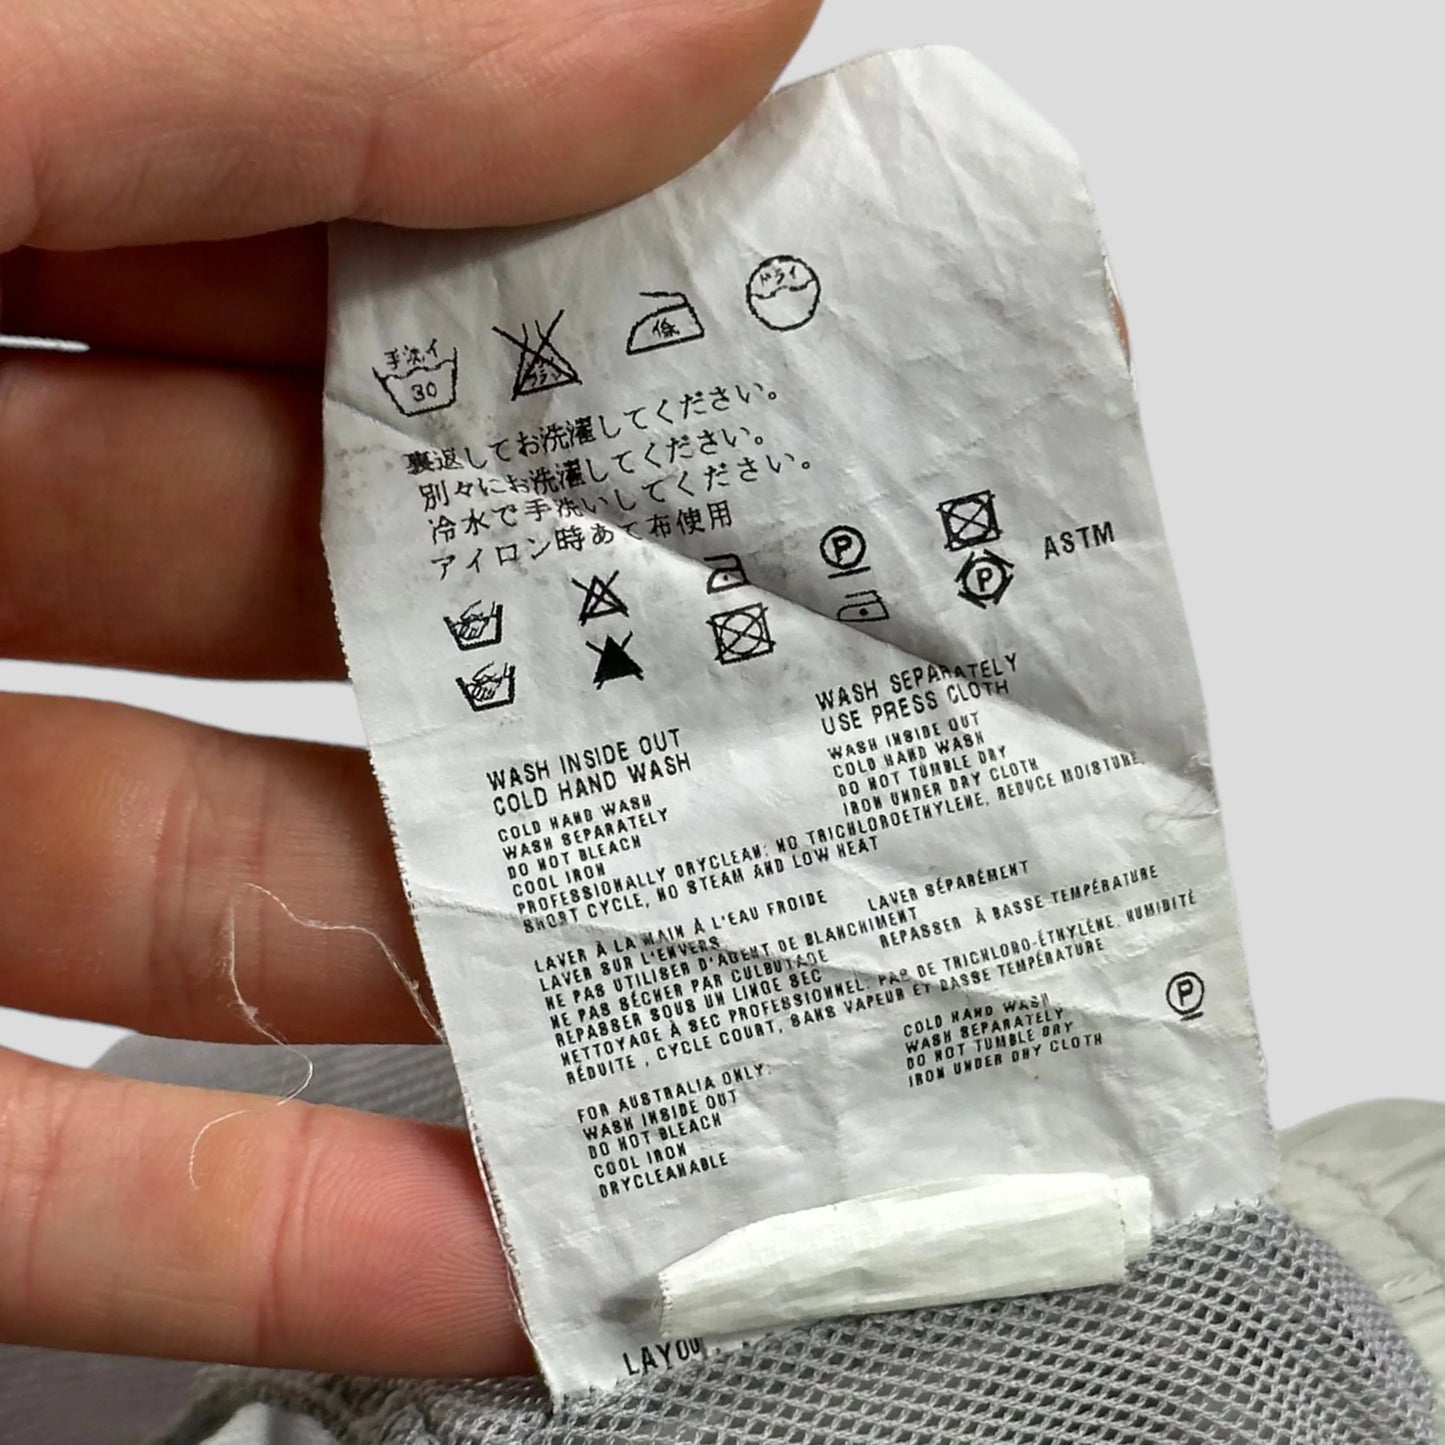 手洗イ
30
ドライ
裏返してお洗濯してください。
別々にお洗濯してください。
冷水で手洗いしてください。
アイロン時あて布使用
P
P
ASTM
WASH INSIDE OUT
COLD HAND WASH
WASH SEPARATELY
USE PRESS CLOTH
COLD HAND WASH
WASH SEPARATELY
DO NOT BLEACH
COOL IRON
WASH INSIDE OUT
COLD HAND WASH
DO NOT TUMBLE DRY
IRON UNDER DRY CLOTH
PROFESSIONALLY DRYCLEAN: NO TRICHLOROETHYLENE, REDUCE MOISTURE,
SHORT CYCLE, NO STEAM AND LOW HEAT
LAVER À LA MAIN À L'EAU FROIDE LAVER SÉPARÉMENT
LAVER SUR L'ENVERS
NE PAS UTILISER D'AGENT DE BLANCHIMENT
NE PAS SÉCHER PAR CULBUTAGE REPASSER À BASSE TEMPÉRATURE
REPASSER SOUS UN LINGE SEC
NETTOYAGE À SEC PROFESSIONNEL: PAS DE TRICHLORO-ÉTHYLÈNE, HUMIDITÉ
RÉDUITE, CYCLE COURT, SANS VAPEUR ET BASSE TEMPÉRATURE
FOR AUSTRALIA ONLY:
WASH INSIDE OUT
DO NOT BLEACH
COOL IRON
DRYCLEANABLE
COLD HAND WASH
WASH SEPARATELY
DO NOT TUMBLE DRY
IRON UNDER DRY CLOTH
P